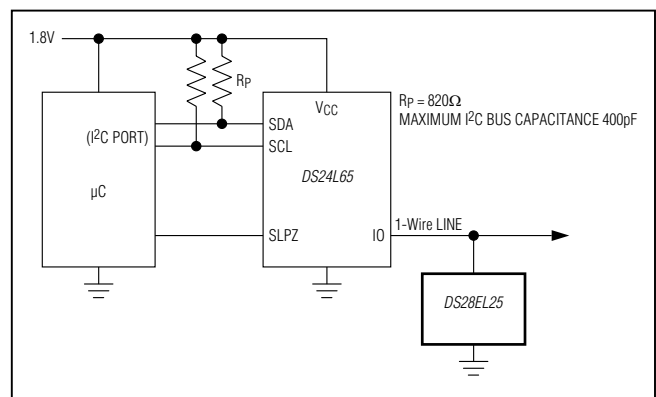 1.8V
RP
VCC
RP = 820Ω
MAXIMUM I²C BUS CAPACITANCE 400pF
(I²C PORT)
SDA
SCL
DS24L65
µC
1-Wire LINE
SLPZ
IO
DS28EL25